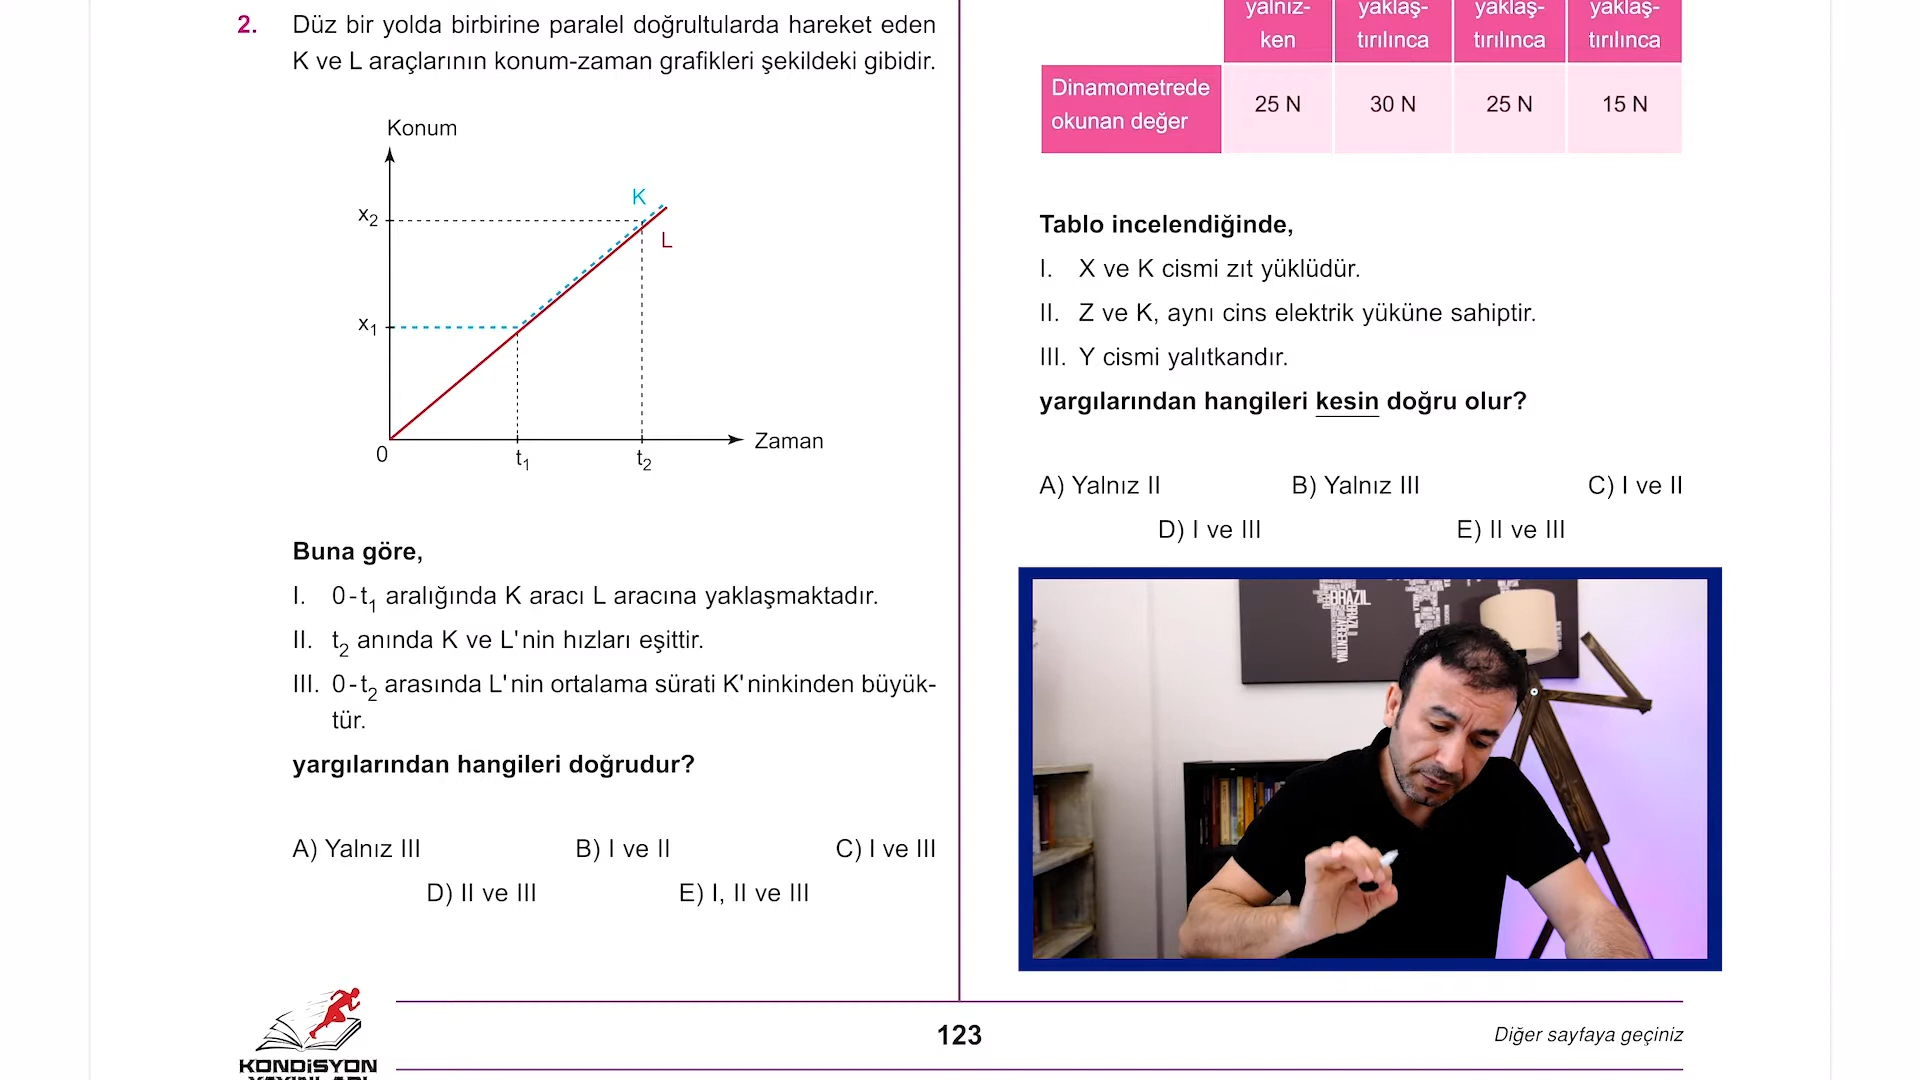 2. Düz bir yolda birbirine paralel doğrultularda hareket eden
K ve L araçlarının konum-zaman grafikleri şekildeki gibidir.
Konum
K
x2
L
x1
0
t1
t2
Zaman
Buna göre,
I. 0-t1 aralığında K aracı L aracına yaklaşmaktadır.
II. t2 anında K ve L'nin hızları eşittir.
III. 0-t2 arasında L'nin ortalama sürati K'ninkinden büyük-
tür.
yargılarından hangileri doğrudur?
A) Yalnız III B) I ve II C) I ve III
D) II ve III E) I, II ve III
yalnız- yaklaş- yaklaş- yaklaş-
ken tırılınca tırılınca tırılınca
Dinamometrede
okunan değer
25 N 30 N 25 N 15 N
Tablo incelendiğinde,
I. X ve K cismi zıt yüklüdür.
II. Z ve K, aynı cins elektrik yüküne sahiptir.
III. Y cismi yalıtkandır.
yargılarından hangileri kesin doğru olur?
A) Yalnız II B) Yalnız III C) I ve II
D) I ve III E) II ve III
BRAZIL
ARGENTINA
KONDİSYON
YAYINLARI
123
Diğer sayfaya geçiniz